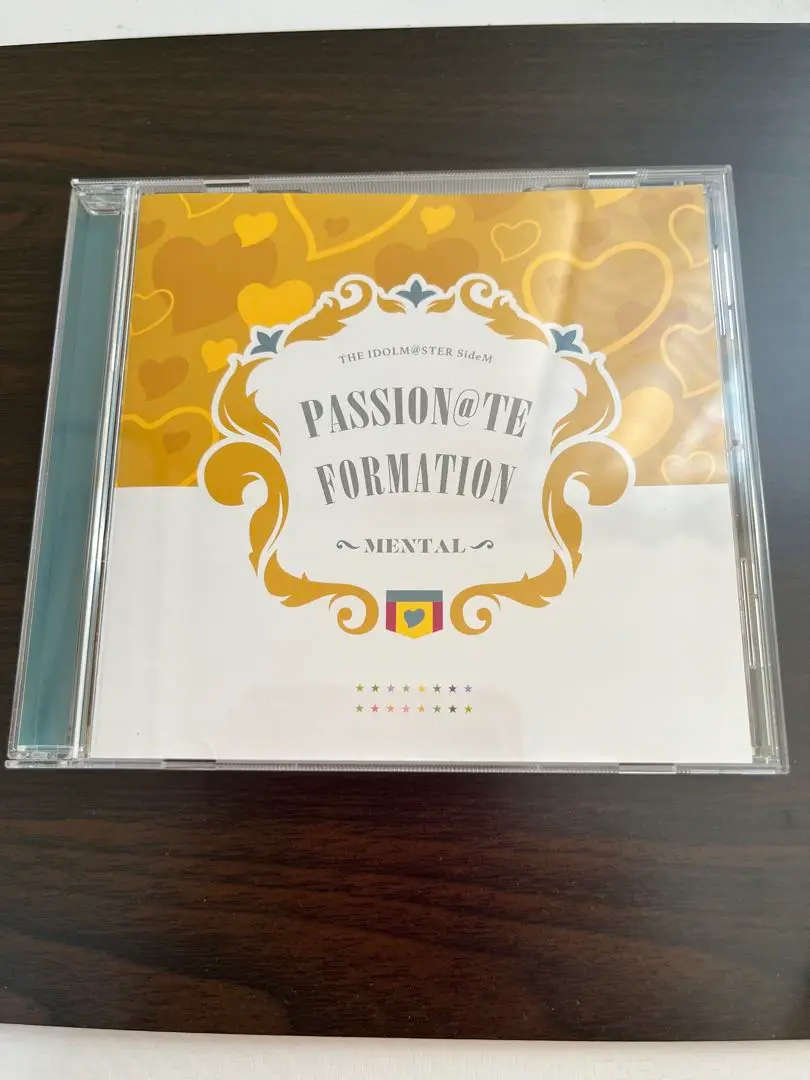 THE IDOLM@STER SideM
PASSION@TE
FORMATION
~MENTAL~